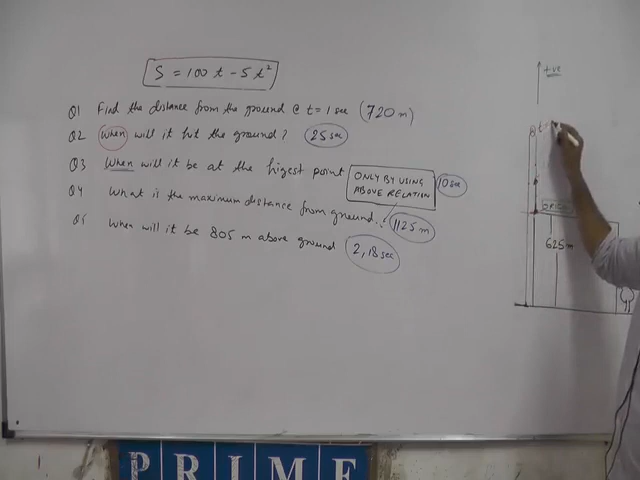 S = 100 t - 5 t²
Q1 Find the distance from the ground @ t = 1 sec (720 m)
Q2 When will it hit the ground? 25 sec
Q3 When will it be at the highest point 10 sec
ONLY BY USING ABOVE RELATION
Q4 What is the maximum distance from ground. 1125 m
Q5 When will it be 805 m above ground 2, 18 sec
+ve
t =
625 m
PRIME